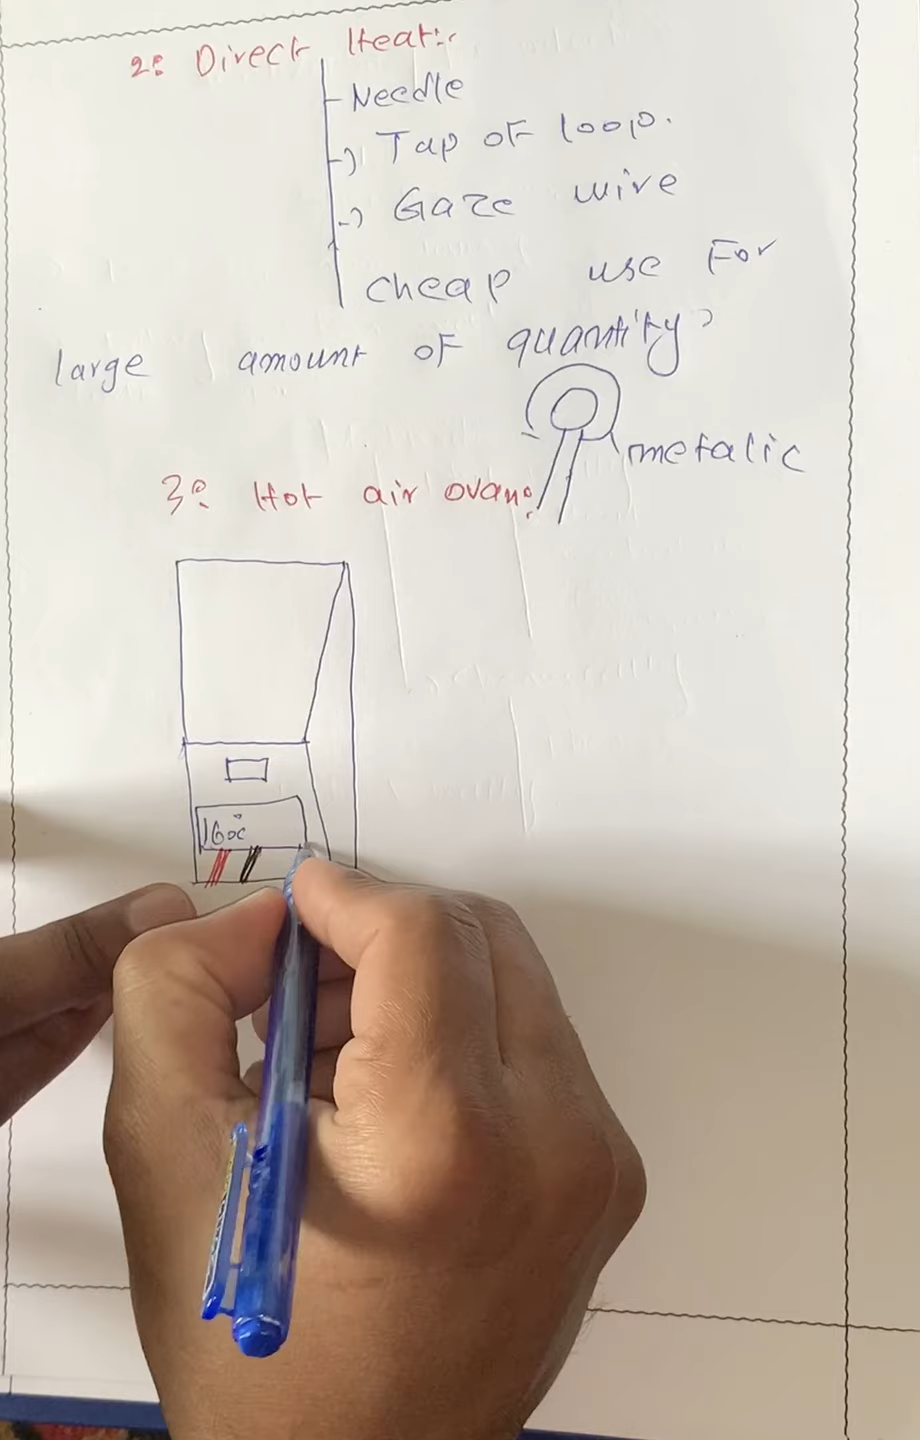 2: Direct Heat:
Needle
-) Tap of loop.
-) Gaze wire
cheap use For
large amount of quantity
metalic
3: Hot air ovan:
160°c